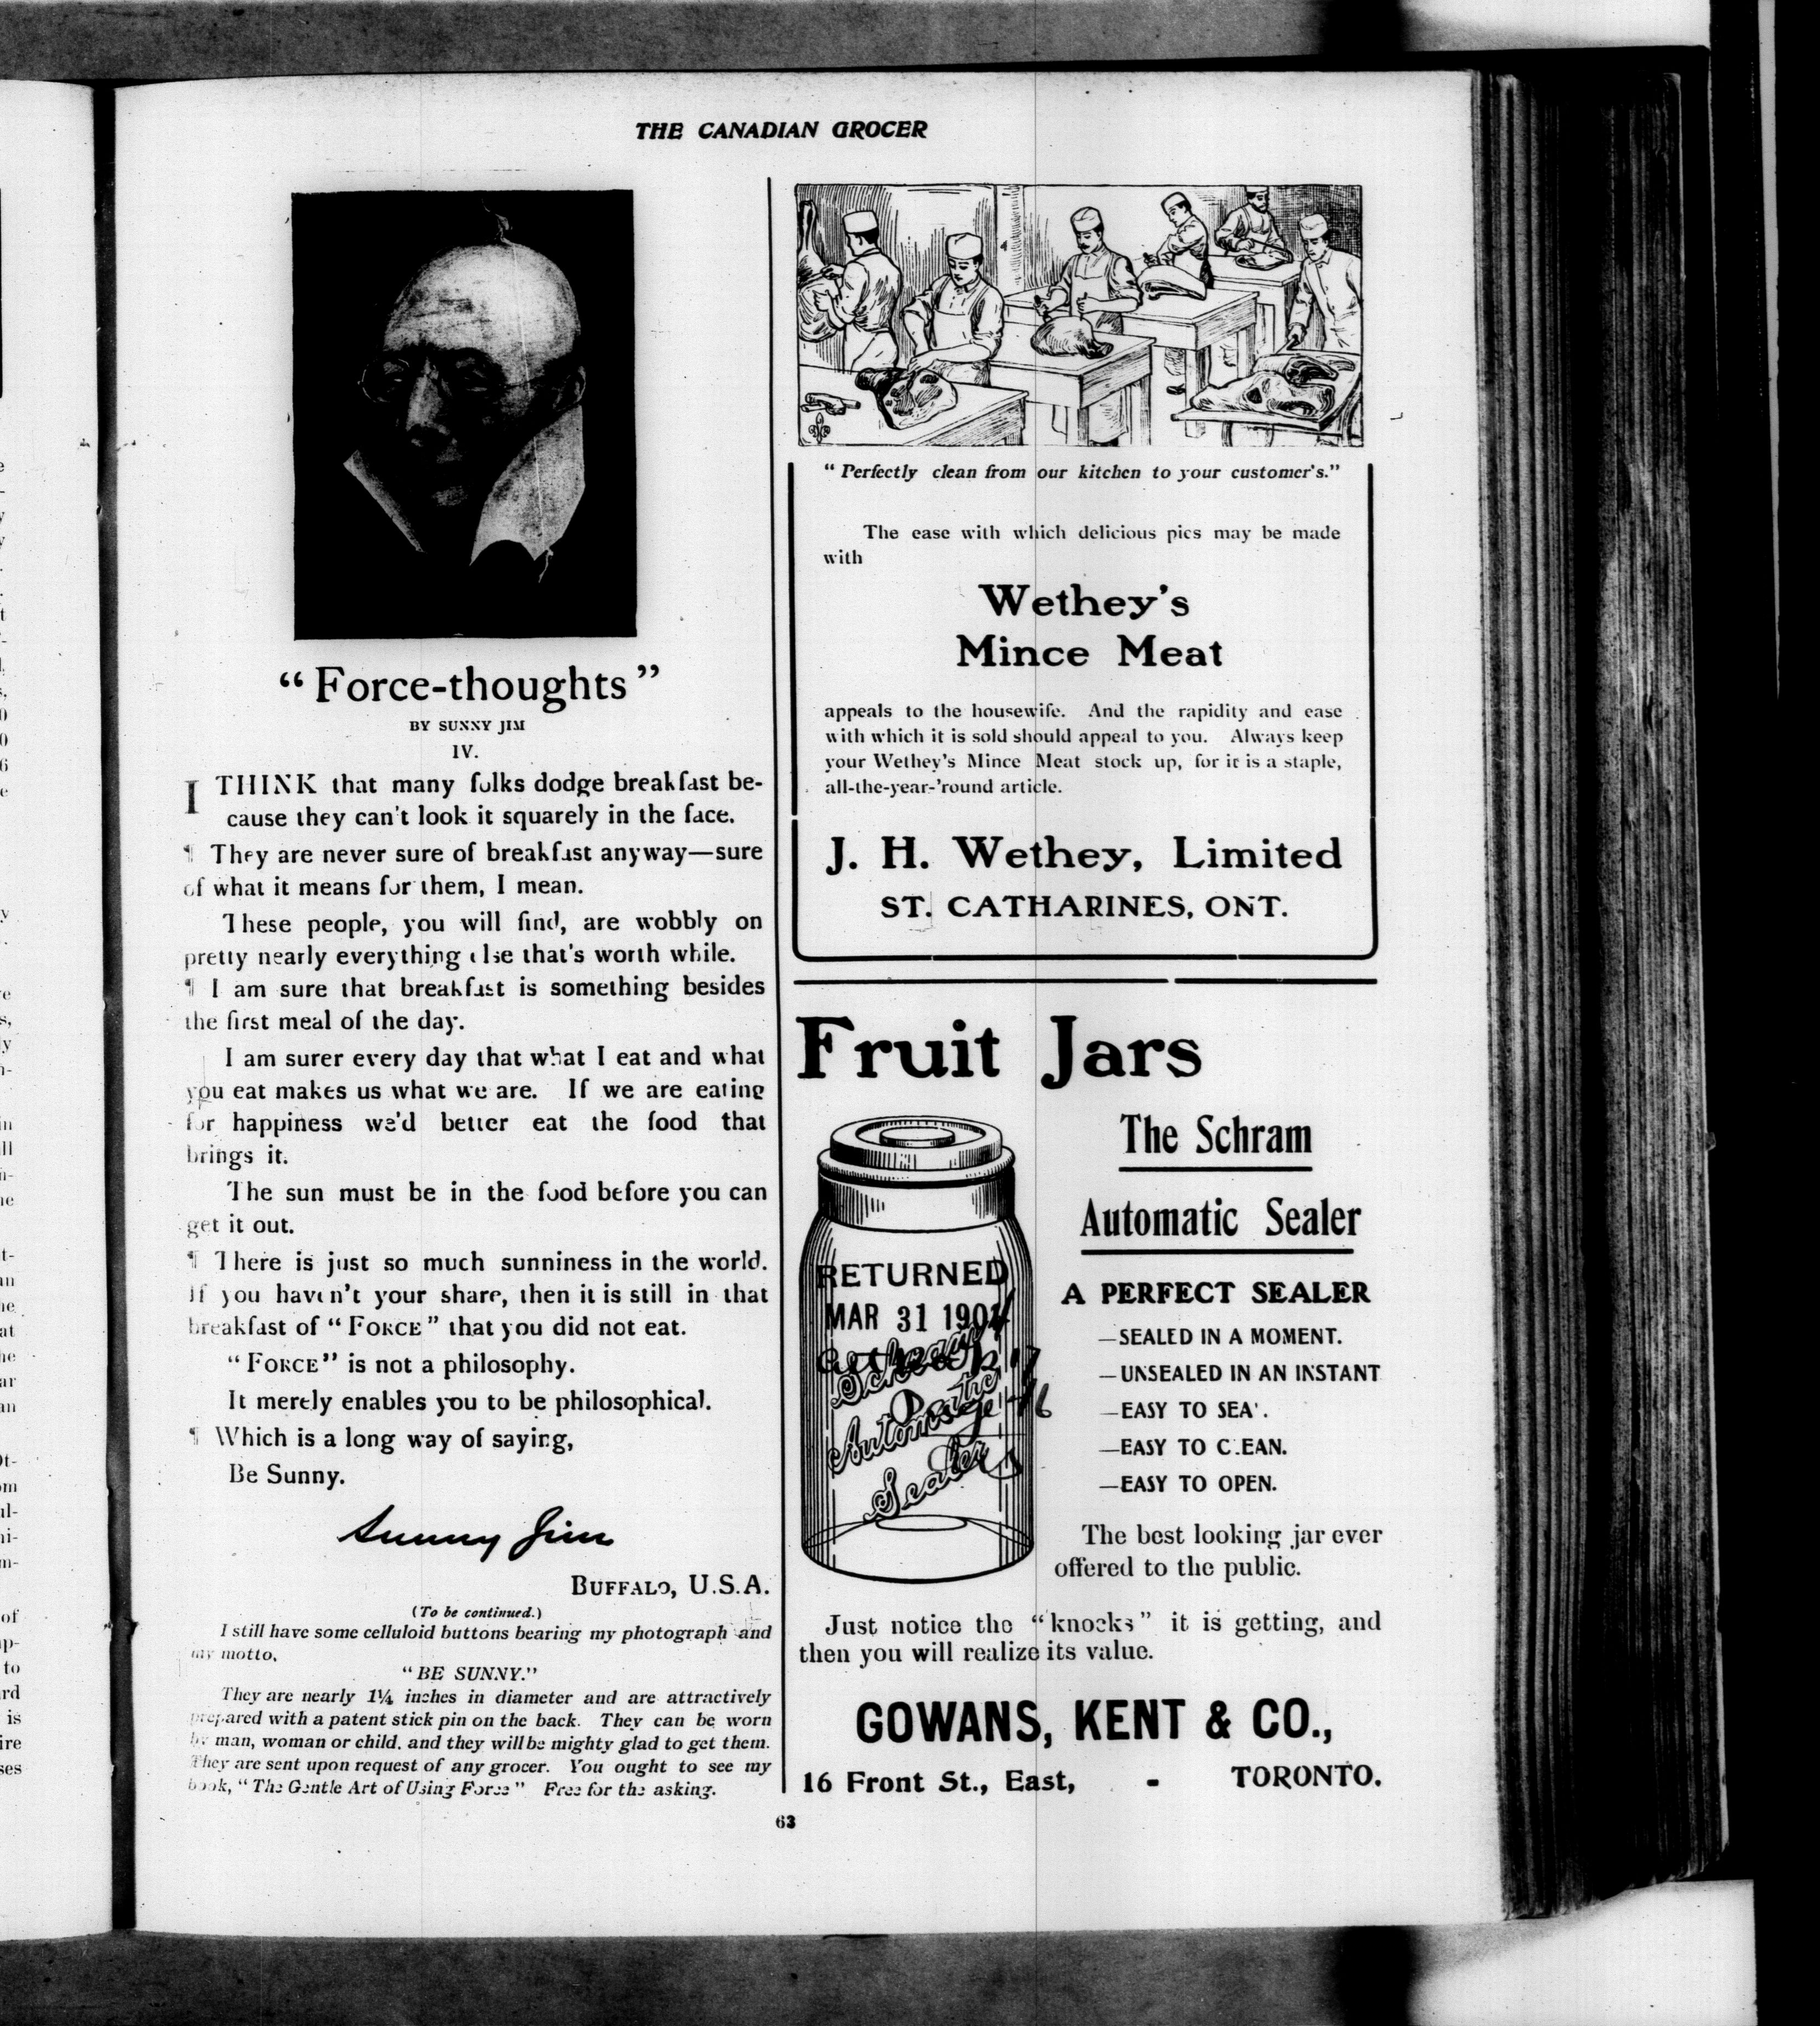 THE CANADIAN GROCER
"Force-thoughts"
BY SUNNY JIM
IV.
I THINK that many folks dodge breakfast be-
cause they can't look it squarely in the face.
¶ They are never sure of breakfast anyway—sure
of what it means for them, I mean.
These people, you will find, are wobbly on
pretty nearly everything else that's worth while.
¶ I am sure that breakfast is something besides
the first meal of the day.
I am surer every day that what I eat and what
you eat makes us what we are. If we are eating
for happiness we'd better eat the food that
brings it.
The sun must be in the food before you can
get it out.
¶ There is just so much sunniness in the world.
If you haven't your share, then it is still in that
breakfast of "FORCE" that you did not eat.
"FORCE" is not a philosophy.
It merely enables you to be philosophical.
¶ Which is a long way of saying,
Be Sunny.
Sunny Jim
BUFFALO, U.S.A.
(To be continued.)
I still have some celluloid buttons bearing my photograph and
my motto,
"BE SUNNY."
They are nearly 1¼ inches in diameter and are attractively
prepared with a patent stick pin on the back. They can be worn
by man, woman or child, and they will be mighty glad to get them.
They are sent upon request of any grocer. You ought to see my
book, "The Gentle Art of Using Force" Free for the asking.
"Perfectly clean from our kitchen to your customer's."
The ease with which delicious pies may be made
with
Wethey's
Mince Meat
appeals to the housewife. And the rapidity and ease
with which it is sold should appeal to you. Always keep
your Wethey's Mince Meat stock up, for it is a staple,
all-the-year-'round article.
J. H. Wethey, Limited
ST. CATHARINES, ONT.
Fruit Jars
The Schram
Automatic Sealer
RETURNED
MAR 31 1904
Schram
Automatic
Sealer
Page 76
A PERFECT SEALER
—SEALED IN A MOMENT.
—UNSEALED IN AN INSTANT
—EASY TO SEAL.
—EASY TO CLEAN.
—EASY TO OPEN.
The best looking jar ever
offered to the public.
Just notice the "knocks" it is getting, and
then you will realize its value.
GOWANS, KENT & CO.,
16 Front St., East, - TORONTO.
63